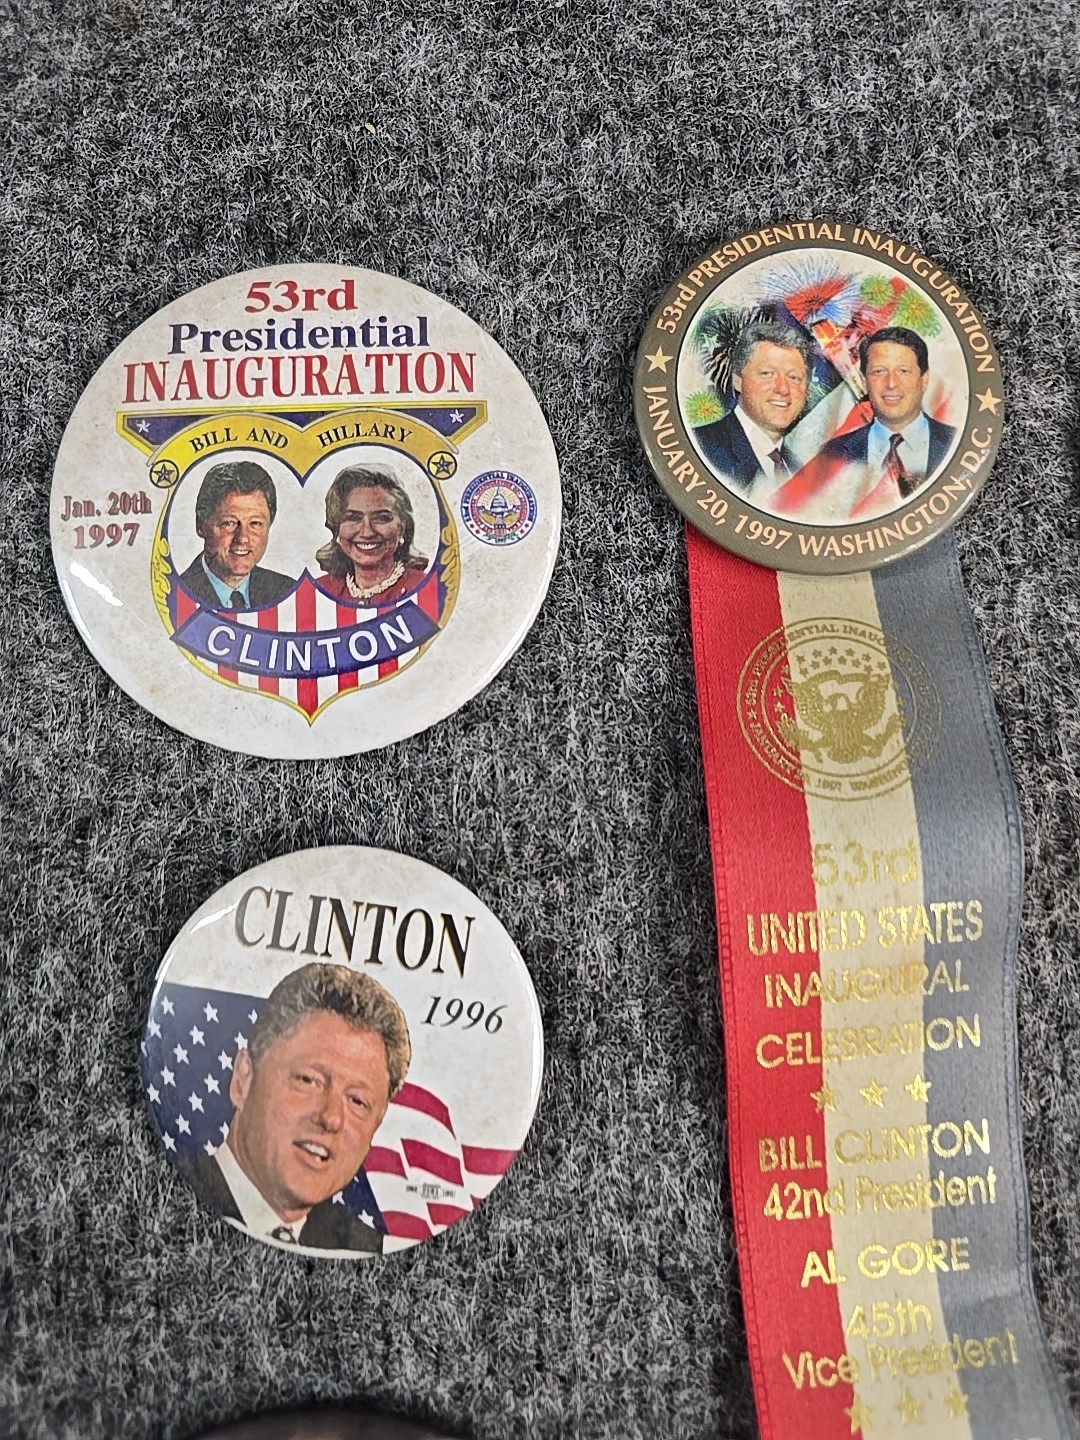 53rd
Presidential
INAUGURATION
BILL AND HILLARY
Jan. 20th
1997
CLINTON
CLINTON
1996
53rd PRESIDENTIAL INAUGURATION
★ JANUARY 20, 1997 WASHINGTON, D.C. ★
53rd
UNITED STATES
INAUGURAL
CELEBRATION
★ ★ ★
BILL CLINTON
42nd President
AL GORE
45th
Vice President
★ ★ ★